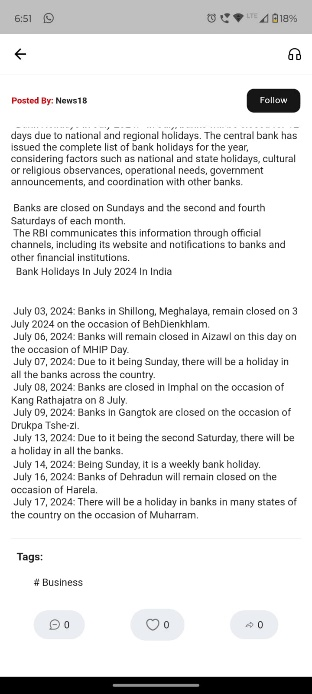 6:51
LTE
18%
Posted By: News18
Follow
days due to national and regional holidays. The central bank has
issued the complete list of bank holidays for the year,
considering factors such as national and state holidays, cultural
or religious observances, operational needs, government
announcements, and coordination with other banks.
Banks are closed on Sundays and the second and fourth
Saturdays of each month.
The RBI communicates this information through official
channels, including its website and notifications to banks and
other financial institutions.
Bank Holidays In July 2024 In India
July 03, 2024: Banks in Shillong, Meghalaya, remain closed on 3
July 2024 on the occasion of BehDienkhlam.
July 06, 2024: Banks will remain closed in Aizawl on this day on
the occasion of MHIP Day.
July 07, 2024: Due to it being Sunday, there will be a holiday in
all the banks across the country.
July 08, 2024: Banks are closed in Imphal on the occasion of
Kang Rathajatra on 8 July.
July 09, 2024: Banks in Gangtok are closed on the occasion of
Drukpa Tshe-zi.
July 13, 2024: Due to it being the second Saturday, there will be
a holiday in all the banks.
July 14, 2024: Being Sunday, it is a weekly bank holiday.
July 16, 2024: Banks of Dehradun will remain closed on the
occasion of Harela.
July 17, 2024: There will be a holiday in banks in many states of
the country on the occasion of Muharram.
Tags:
# Business
0
0
0